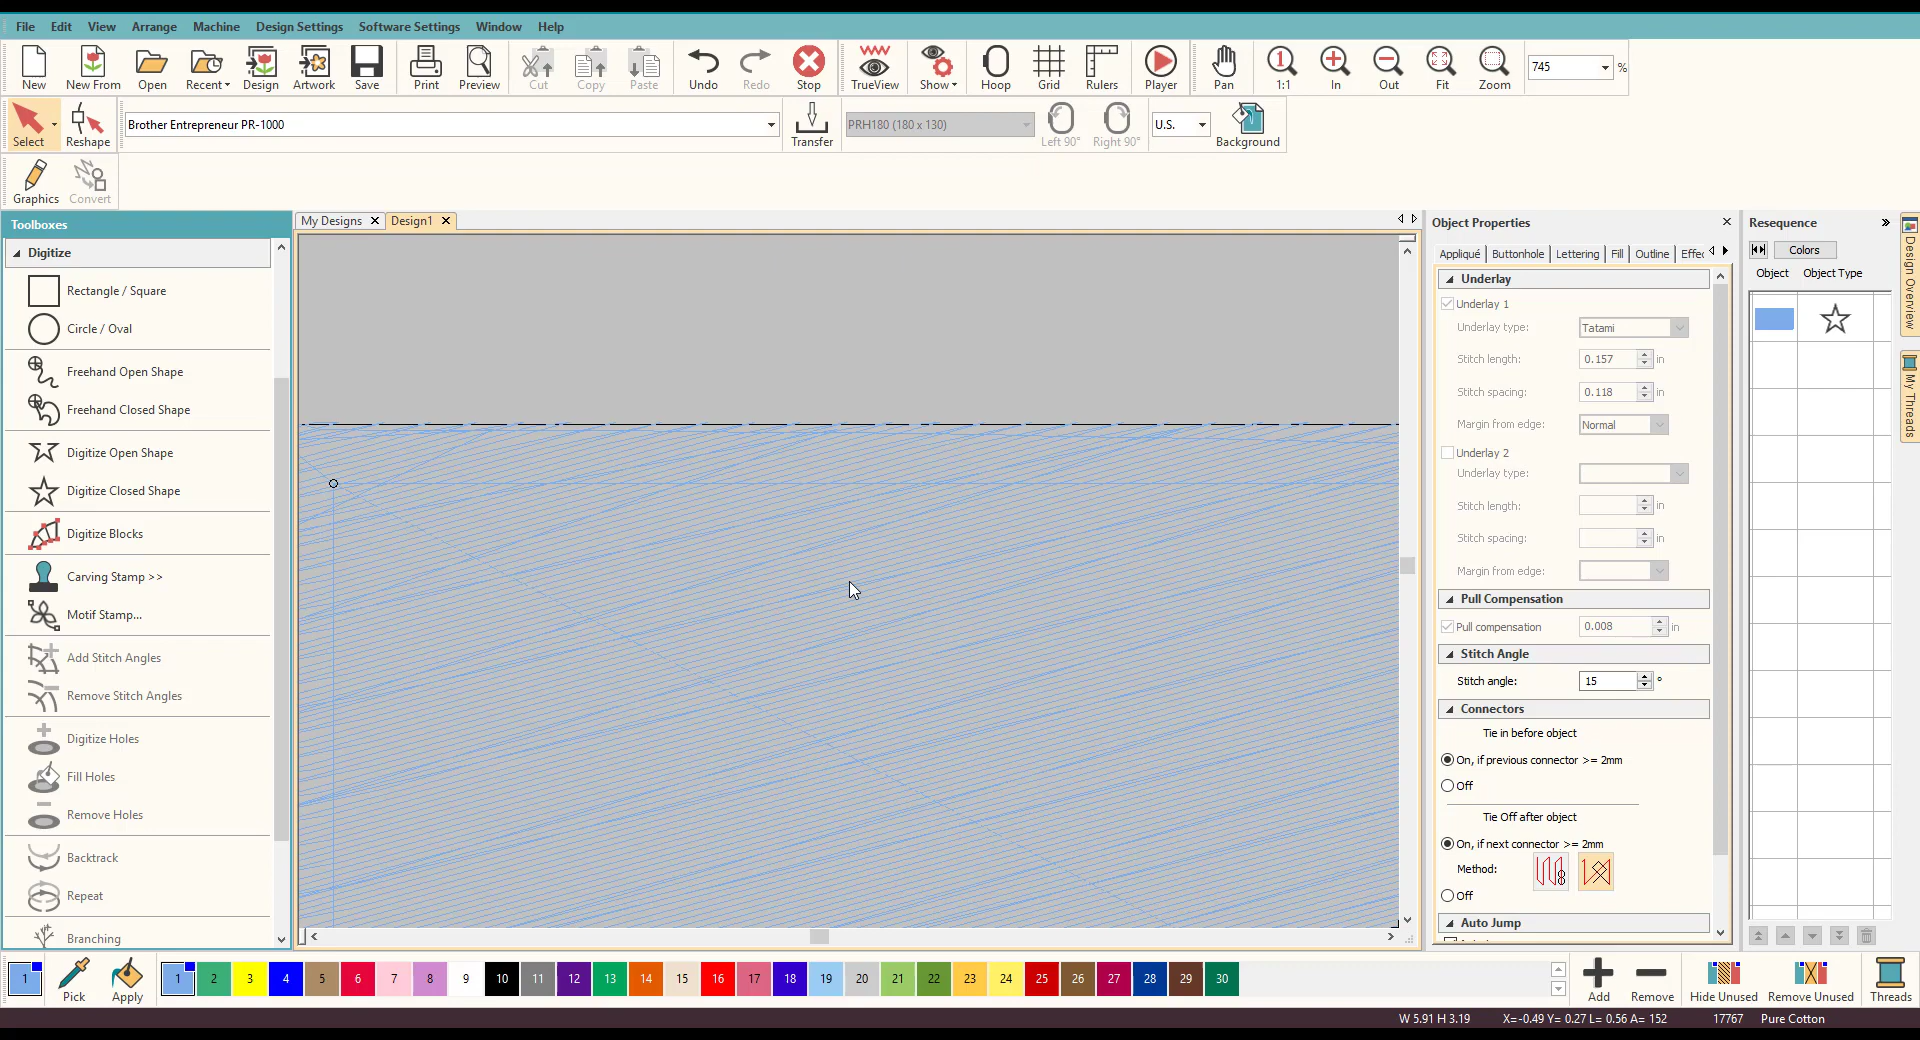 File Edit View Arrange Machine Design Settings Software Settings Window Help
New New From Open Recent Design Artwork Save Print Preview Cut Copy Paste Undo Redo Stop TrueView Show Hoop Grid Rulers Player Pan 1:1 In Out Fit Zoom 745 %
Select Reshape Brother Entrepreneur PR-1000 Transfer PRH180 (180 x 130) Left 90° Right 90° U.S. Background
Graphics Convert
Toolboxes
Digitize
Rectangle / Square
Circle / Oval
Freehand Open Shape
Freehand Closed Shape
Digitize Open Shape
Digitize Closed Shape
Digitize Blocks
Carving Stamp >>
Motif Stamp...
Add Stitch Angles
Remove Stitch Angles
Digitize Holes
Fill Holes
Remove Holes
Backtrack
Repeat
Branching
My Designs Design1
Object Properties
Appliqué Buttonhole Lettering Fill Outline Effec
Underlay
Underlay 1
Underlay type: Tatami
Stitch length: 0.157 in
Stitch spacing: 0.118 in
Margin from edge: Normal
Underlay 2
Underlay type:
Stitch length: in
Stitch spacing: in
Margin from edge:
Pull Compensation
Pull compensation 0.008 in
Stitch Angle
Stitch angle: 15 °
Connectors
Tie in before object
On, if previous connector >= 2mm
Off
Tie Off after object
On, if next connector >= 2mm
Method:
Off
Auto Jump
Resequence
Colors
Object Object Type
Design Overview
My Threads
1 Pick Apply 1 2 3 4 5 6 7 8 9 10 11 12 13 14 15 16 17 18 19 20 21 22 23 24 25 26 27 28 29 30 Add Remove Hide Unused Remove Unused Threads
W 5.91 H 3.19 X=-0.49 Y= 0.27 L= 0.56 A= 152 17767 Pure Cotton